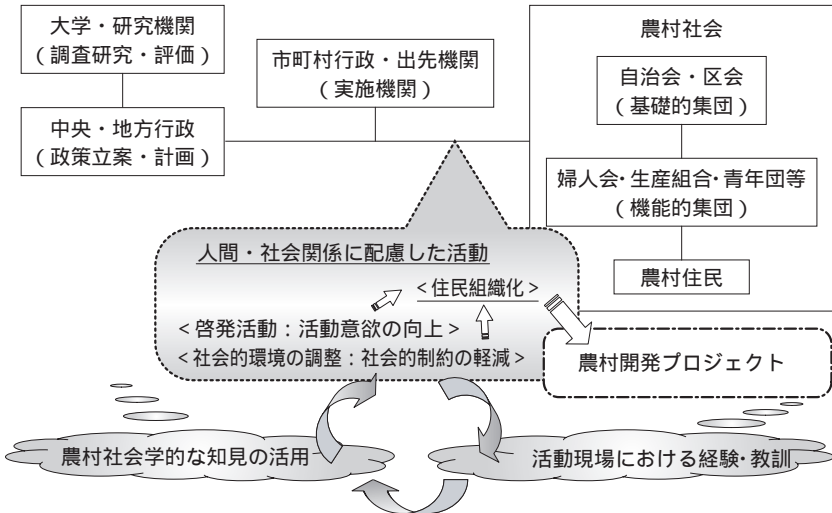 大学・研究機関
(調査研究・評価)
中央・地方行政
(政策立案・計画)
市町村行政・出先機関
(実施機関)
農村社会
自治会・区会
(基礎的集団)
婦人会・生産組合・青年団等
(機能的集団)
農村住民
人間・社会関係に配慮した活動
<住民組織化>
<啓発活動:活動意欲の向上>
<社会的環境の調整:社会的制約の軽減>
農村開発プロジェクト
農村社会学的な知見の活用
活動現場における経験・教訓